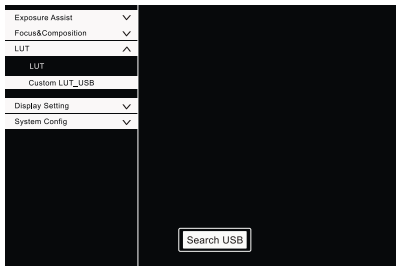 Exposure Assist
Focus&Composition
LUT
LUT
Custom LUT_USB
Display Setting
System Config
Search USB